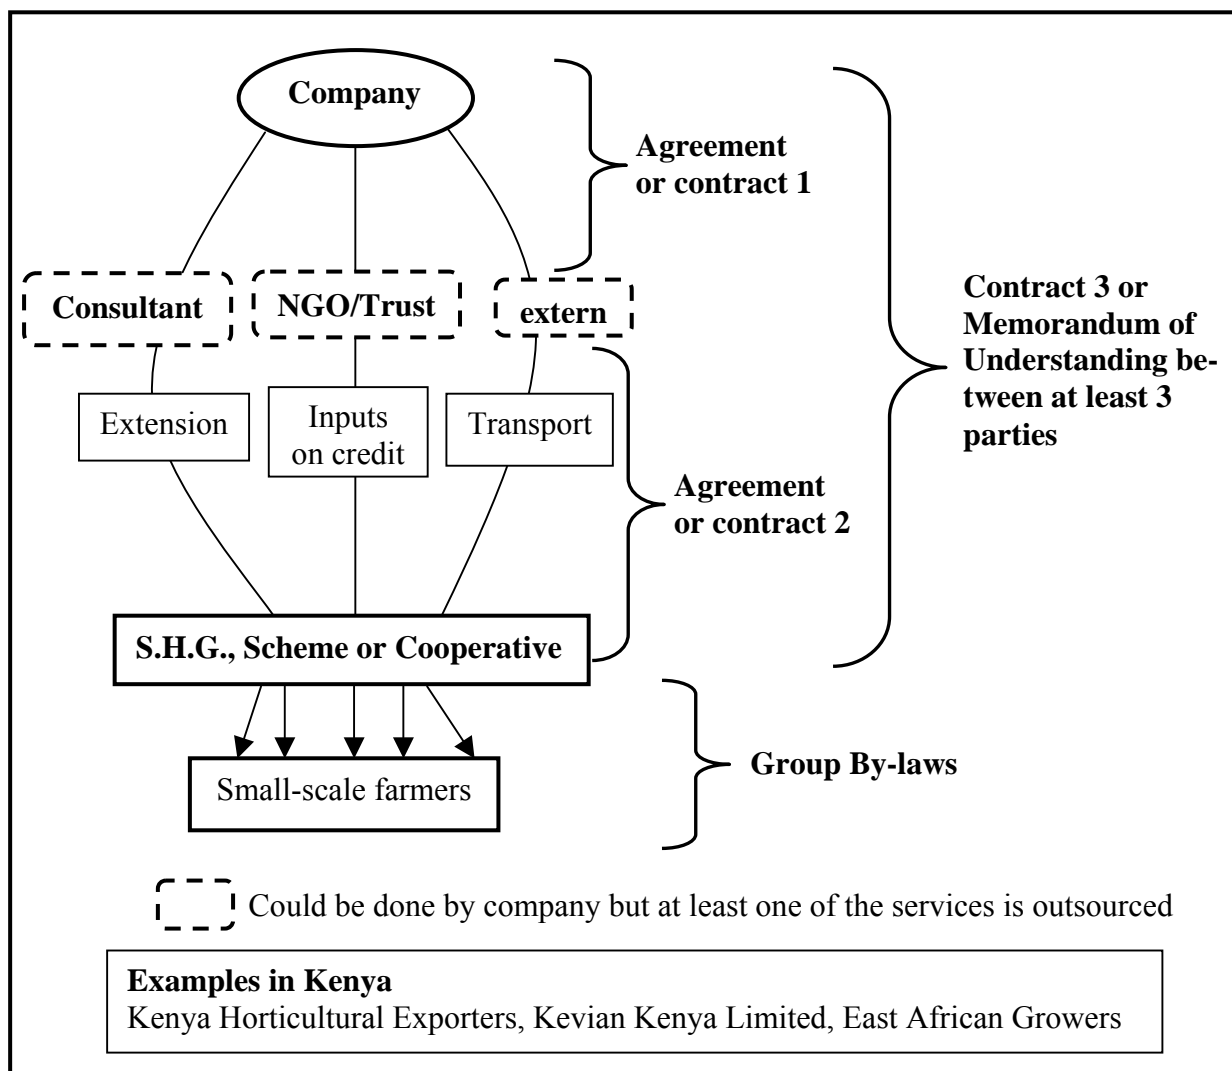 Company
Agreement
or contract 1
Consultant
NGO/Trust
extern
Contract 3 or
Memorandum of
Understanding be-
tween at least 3
parties
Extension
Inputs
on credit
Transport
Agreement
or contract 2
S.H.G., Scheme or Cooperative
Group By-laws
Small-scale farmers
Could be done by company but at least one of the services is outsourced
Examples in Kenya
Kenya Horticultural Exporters, Kevian Kenya Limited, East African Growers